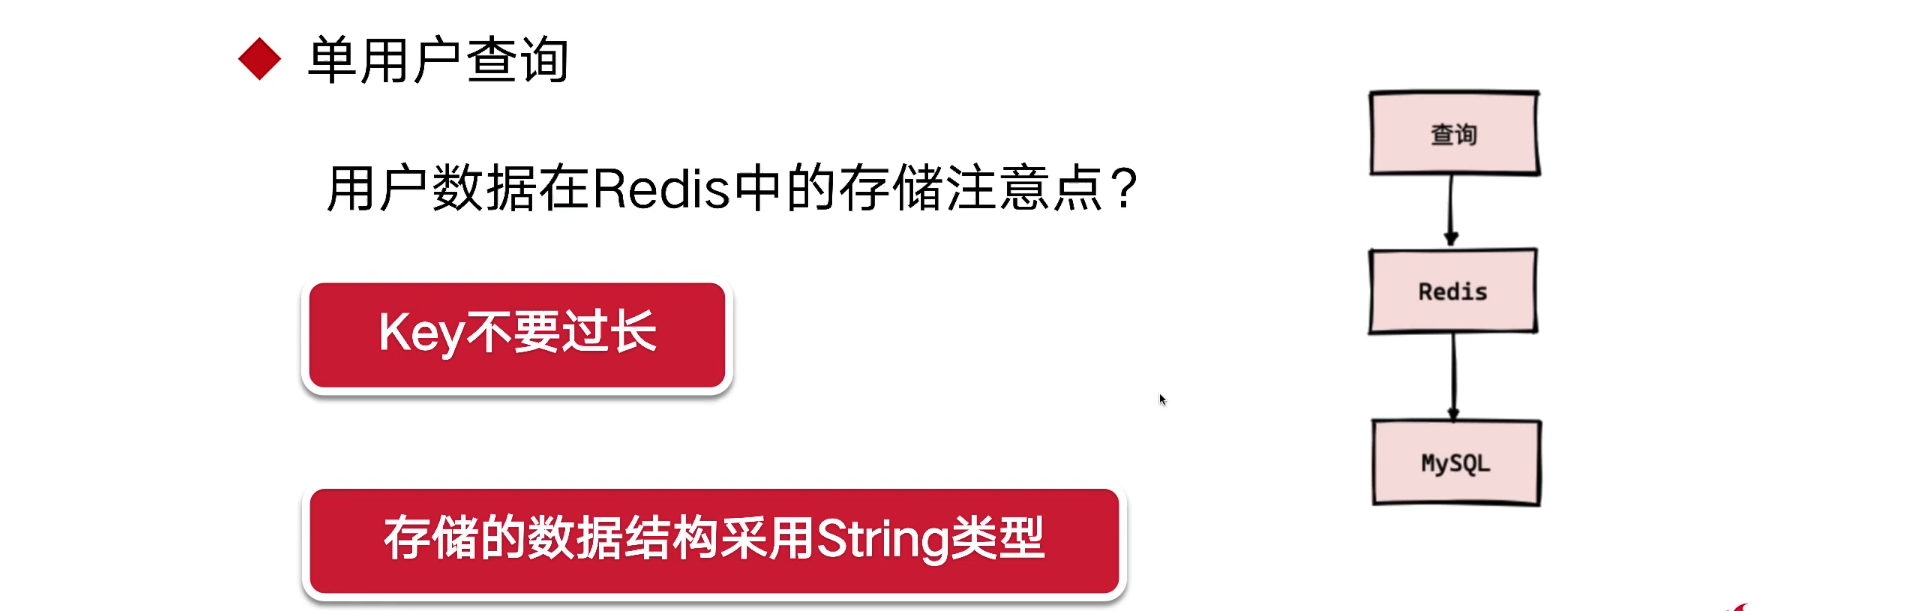 单用户查询
用户数据在Redis中的存储注意点?
Key不要过长
存储的数据结构采用String类型
查询
Redis
MySQL